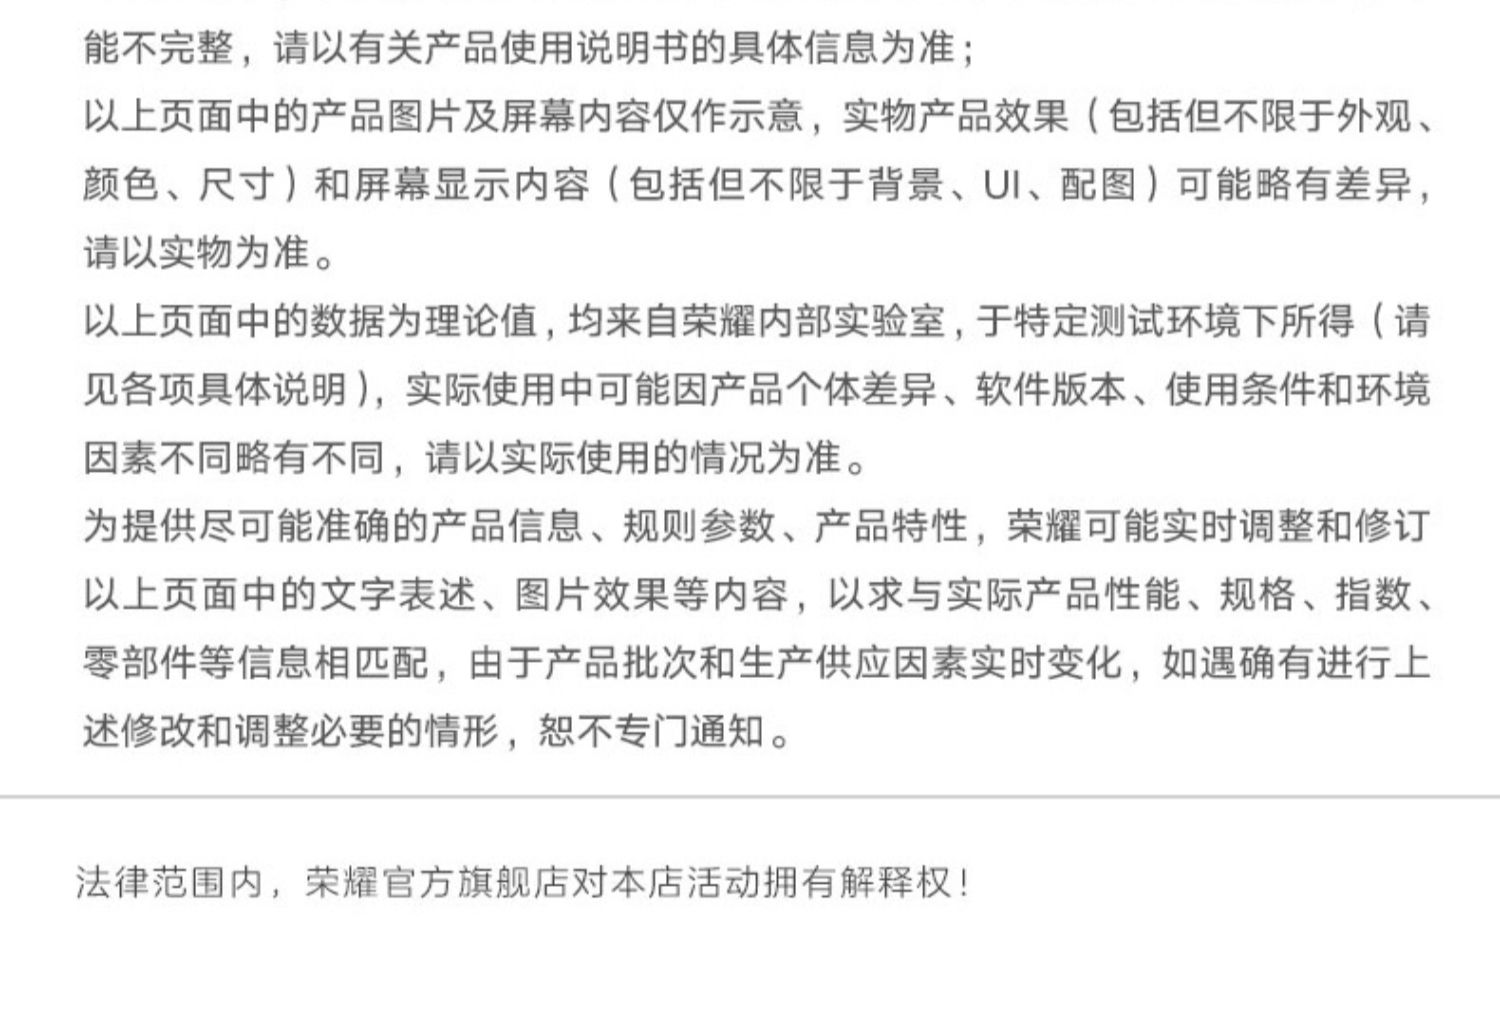 能不完整，请以有关产品使用说明书的具体信息为准；
以上页面中的产品图片及屏幕内容仅作示意，实物产品效果（包括但不限于外观、
颜色、尺寸）和屏幕显示内容（包括但不限于背景、UI、配图）可能略有差异，
请以实物为准。
以上页面中的数据为理论值，均来自荣耀内部实验室，于特定测试环境下所得（请
见各项具体说明），实际使用中可能因产品个体差异、软件版本、使用条件和环境
因素不同略有不同，请以实际使用的情况为准。
为提供尽可能准确的产品信息、规则参数、产品特性，荣耀可能实时调整和修订
以上页面中的文字表述、图片效果等内容，以求与实际产品性能、规格、指数、
零部件等信息相匹配，由于产品批次和生产供应因素实时变化，如遇确有进行上
述修改和调整必要的情形，恕不专门通知。
法律范围内，荣耀官方旗舰店对本店活动拥有解释权！